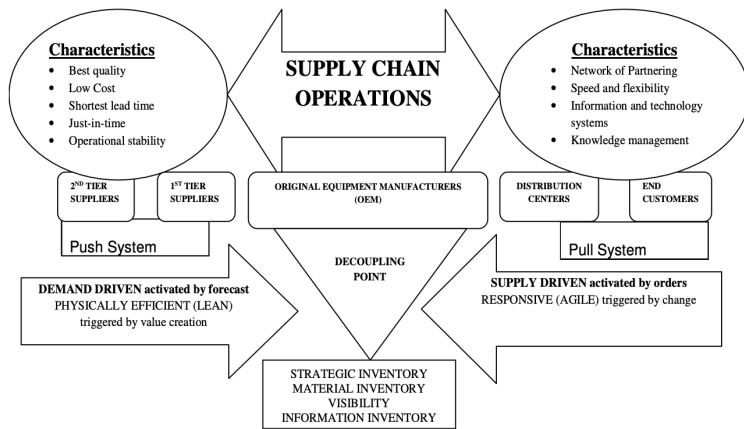 Characteristics
• Best quality
• Low Cost
• Shortest lead time
• Just-in-time
• Operational stability
SUPPLY CHAIN
OPERATIONS
Characteristics
• Network of Partnering
• Speed and flexibility
• Information and technology
systems
• Knowledge management
2ND TIER
SUPPLIERS
1ST TIER
SUPPLIERS
ORIGINAL EQUIPMENT MANUFACTURERS
(OEM)
DISTRIBUTION
CENTERS
END
CUSTOMERS
Push System
Pull System
DECOUPLING
POINT
DEMAND DRIVEN activated by forecast
PHYSICALLY EFFICIENT (LEAN)
triggered by value creation
SUPPLY DRIVEN activated by orders
RESPONSIVE (AGILE) triggered by change
STRATEGIC INVENTORY
MATERIAL INVENTORY
VISIBILITY
INFORMATION INVENTORY